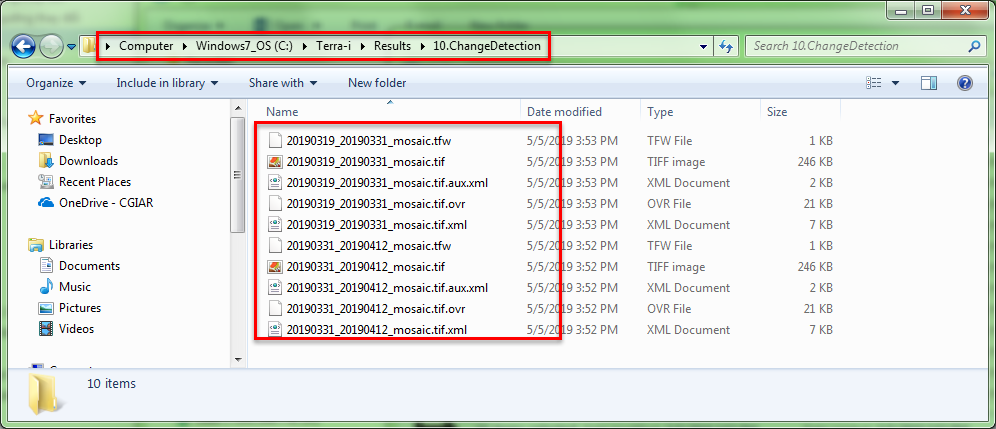 Computer Windows7_OS (C:) Terra-i Results 10.ChangeDetection
Search 10.ChangeDetection
Organize Include in library Share with New folder
Name Date modified Type Size
Favorites
Desktop
Downloads
Recent Places
OneDrive - CGIAR
Libraries
Documents
Music
Pictures
Videos
20190319_20190331_mosaic.tfw 5/5/2019 3:53 PM TFW File 1 KB
20190319_20190331_mosaic.tif 5/5/2019 3:53 PM TIFF image 246 KB
20190319_20190331_mosaic.tif.aux.xml 5/5/2019 3:53 PM XML Document 2 KB
20190319_20190331_mosaic.tif.ovr 5/5/2019 3:53 PM OVR File 21 KB
20190319_20190331_mosaic.tif.xml 5/5/2019 3:53 PM XML Document 7 KB
20190331_20190412_mosaic.tfw 5/5/2019 3:52 PM TFW File 1 KB
20190331_20190412_mosaic.tif 5/5/2019 3:52 PM TIFF image 246 KB
20190331_20190412_mosaic.tif.aux.xml 5/5/2019 3:52 PM XML Document 2 KB
20190331_20190412_mosaic.tif.ovr 5/5/2019 3:52 PM OVR File 21 KB
20190331_20190412_mosaic.tif.xml 5/5/2019 3:52 PM XML Document 7 KB
10 items